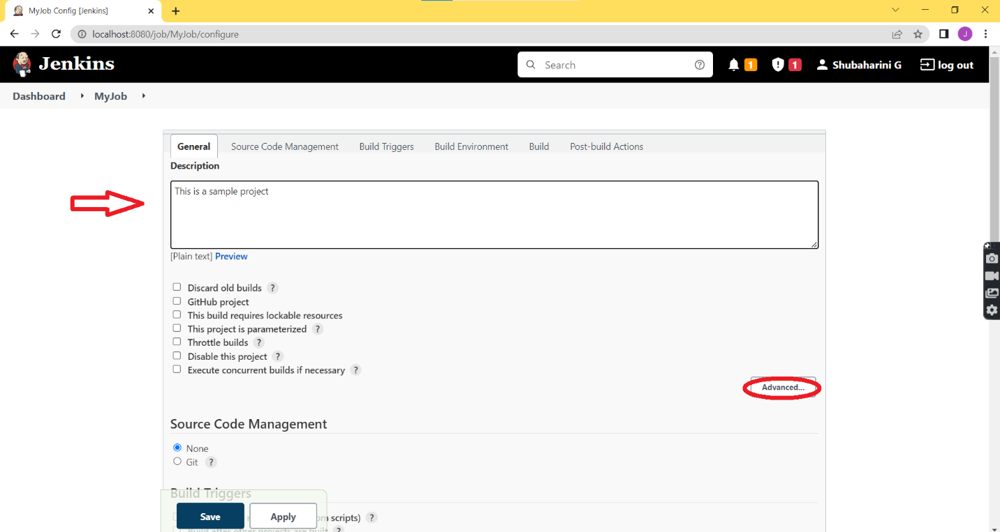 MyJob Config [Jenkins]
localhost:8080/job/MyJob/configure
J
Jenkins
Search
1
1
Shubaharini G
log out
Dashboard
MyJob
General
Source Code Management
Build Triggers
Build Environment
Build
Post-build Actions
Description
This is a sample project
[Plain text] Preview
Discard old builds ?
GitHub project
This build requires lockable resources
This project is parameterized ?
Throttle builds ?
Disable this project ?
Execute concurrent builds if necessary ?
Advanced...
Source Code Management
None
Git ?
Build Triggers
Save
Apply
om scripts) ?
Build after other projects are built ?